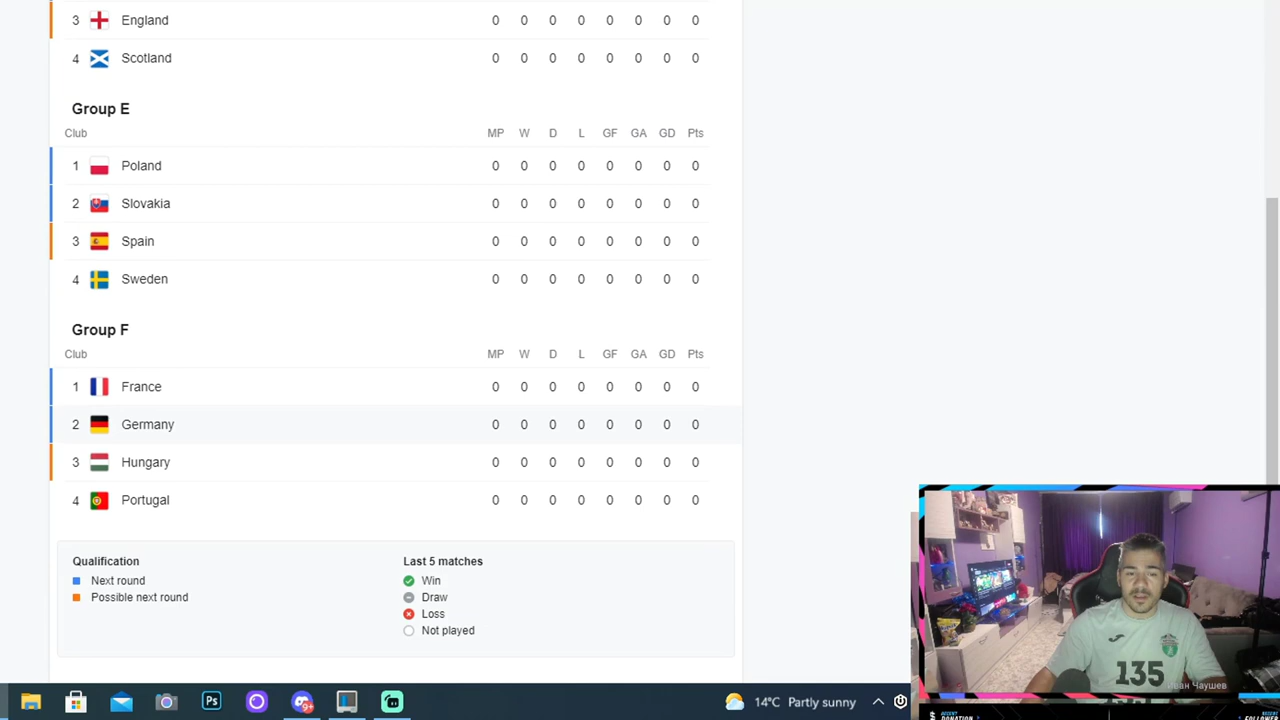 3 England 0 0 0 0 0 0 0 0
4 Scotland 0 0 0 0 0 0 0 0
Group E
Club MP W D L GF GA GD Pts
1 Poland 0 0 0 0 0 0 0 0
2 Slovakia 0 0 0 0 0 0 0 0
3 Spain 0 0 0 0 0 0 0 0
4 Sweden 0 0 0 0 0 0 0 0
Group F
Club MP W D L GF GA GD Pts
1 France 0 0 0 0 0 0 0 0
2 Germany 0 0 0 0 0 0 0 0
3 Hungary 0 0 0 0 0 0 0 0
4 Portugal 0 0 0 0 0 0 0 0
Qualification
Next round
Possible next round
Last 5 matches
Win
Draw
Loss
Not played
135
Иван Чаушев
Ps
14°C Partly sunny
DONATION